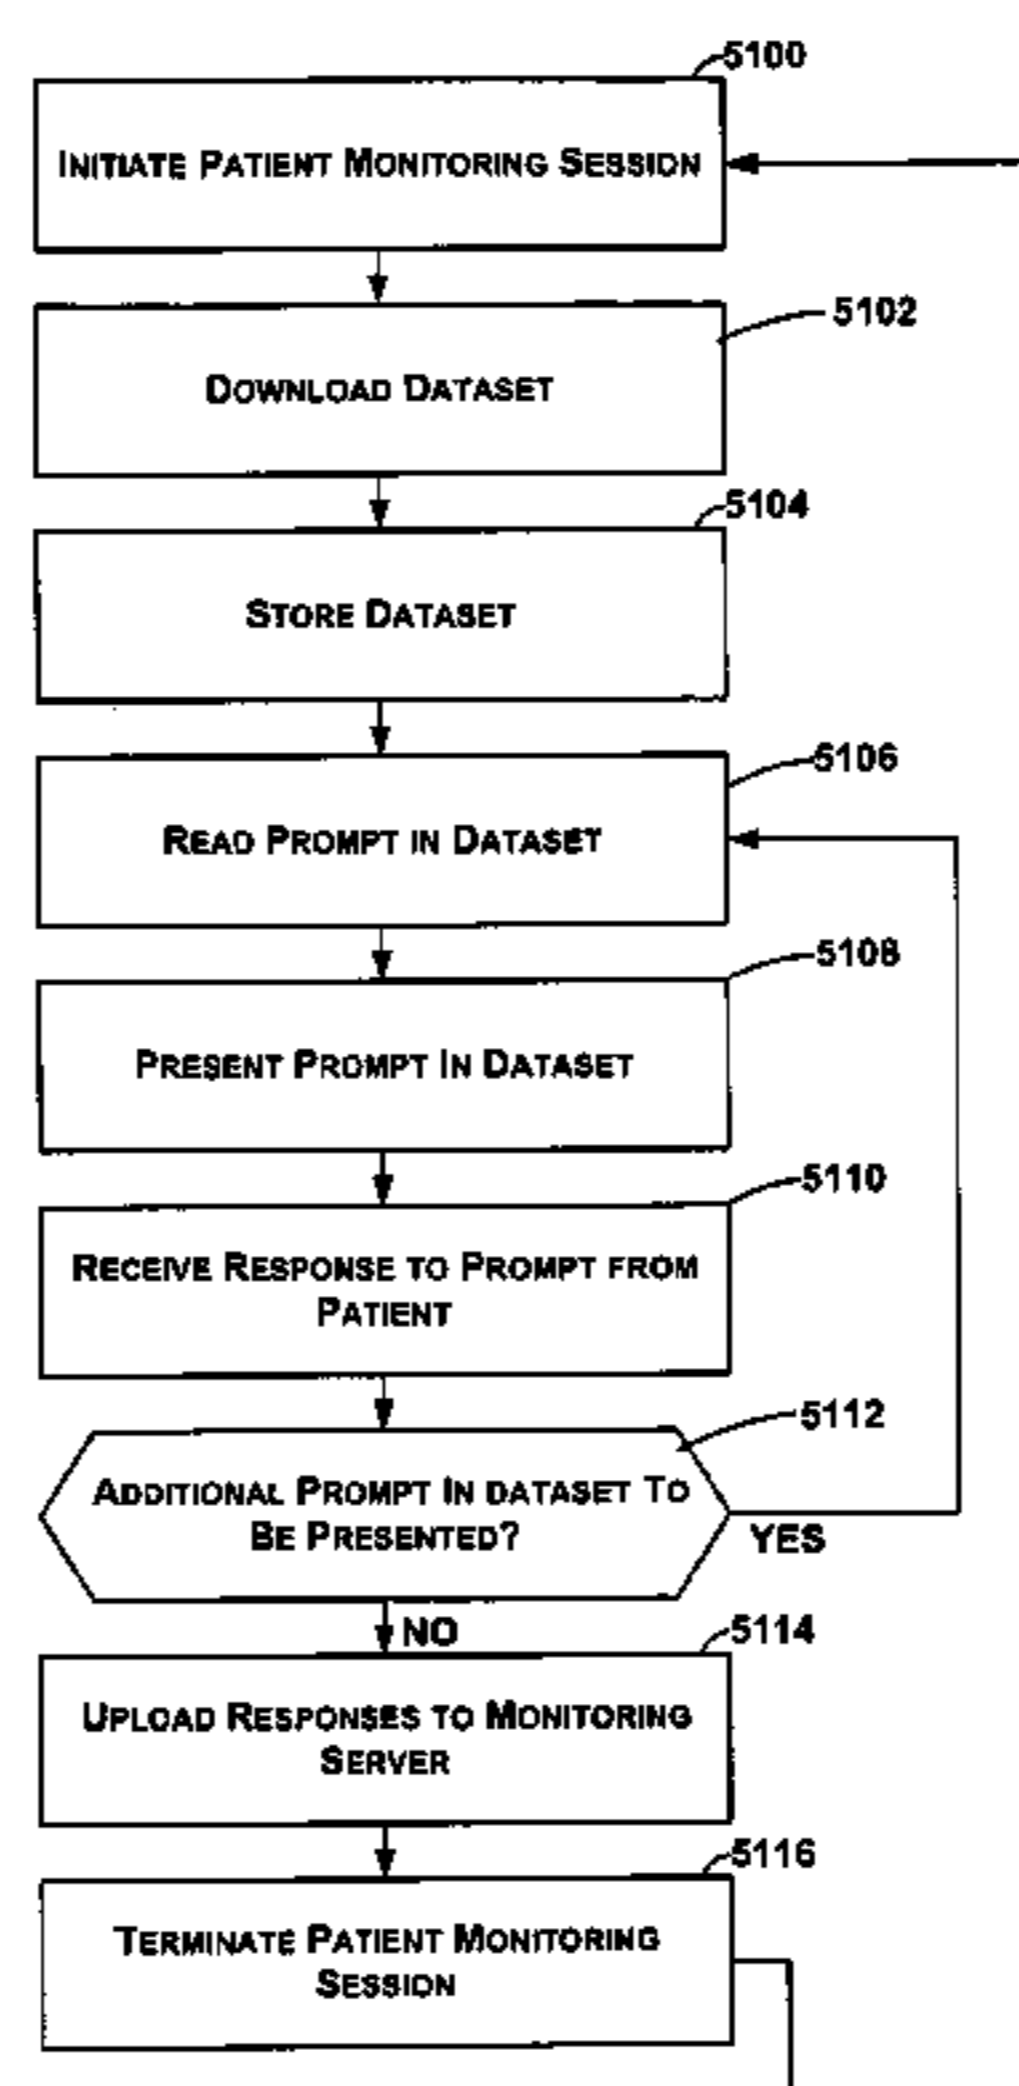 5100
INITIATE PATIENT MONITORING SESSION
5102
DOWNLOAD DATASET
5104
STORE DATASET
5106
READ PROMPT IN DATASET
5108
PRESENT PROMPT IN DATASET
5110
RECEIVE RESPONSE TO PROMPT FROM
PATIENT
5112
ADDITIONAL PROMPT IN DATASET TO
BE PRESENTED?
YES
NO
5114
UPLOAD RESPONSES TO MONITORING
SERVER
5116
TERMINATE PATIENT MONITORING
SESSION